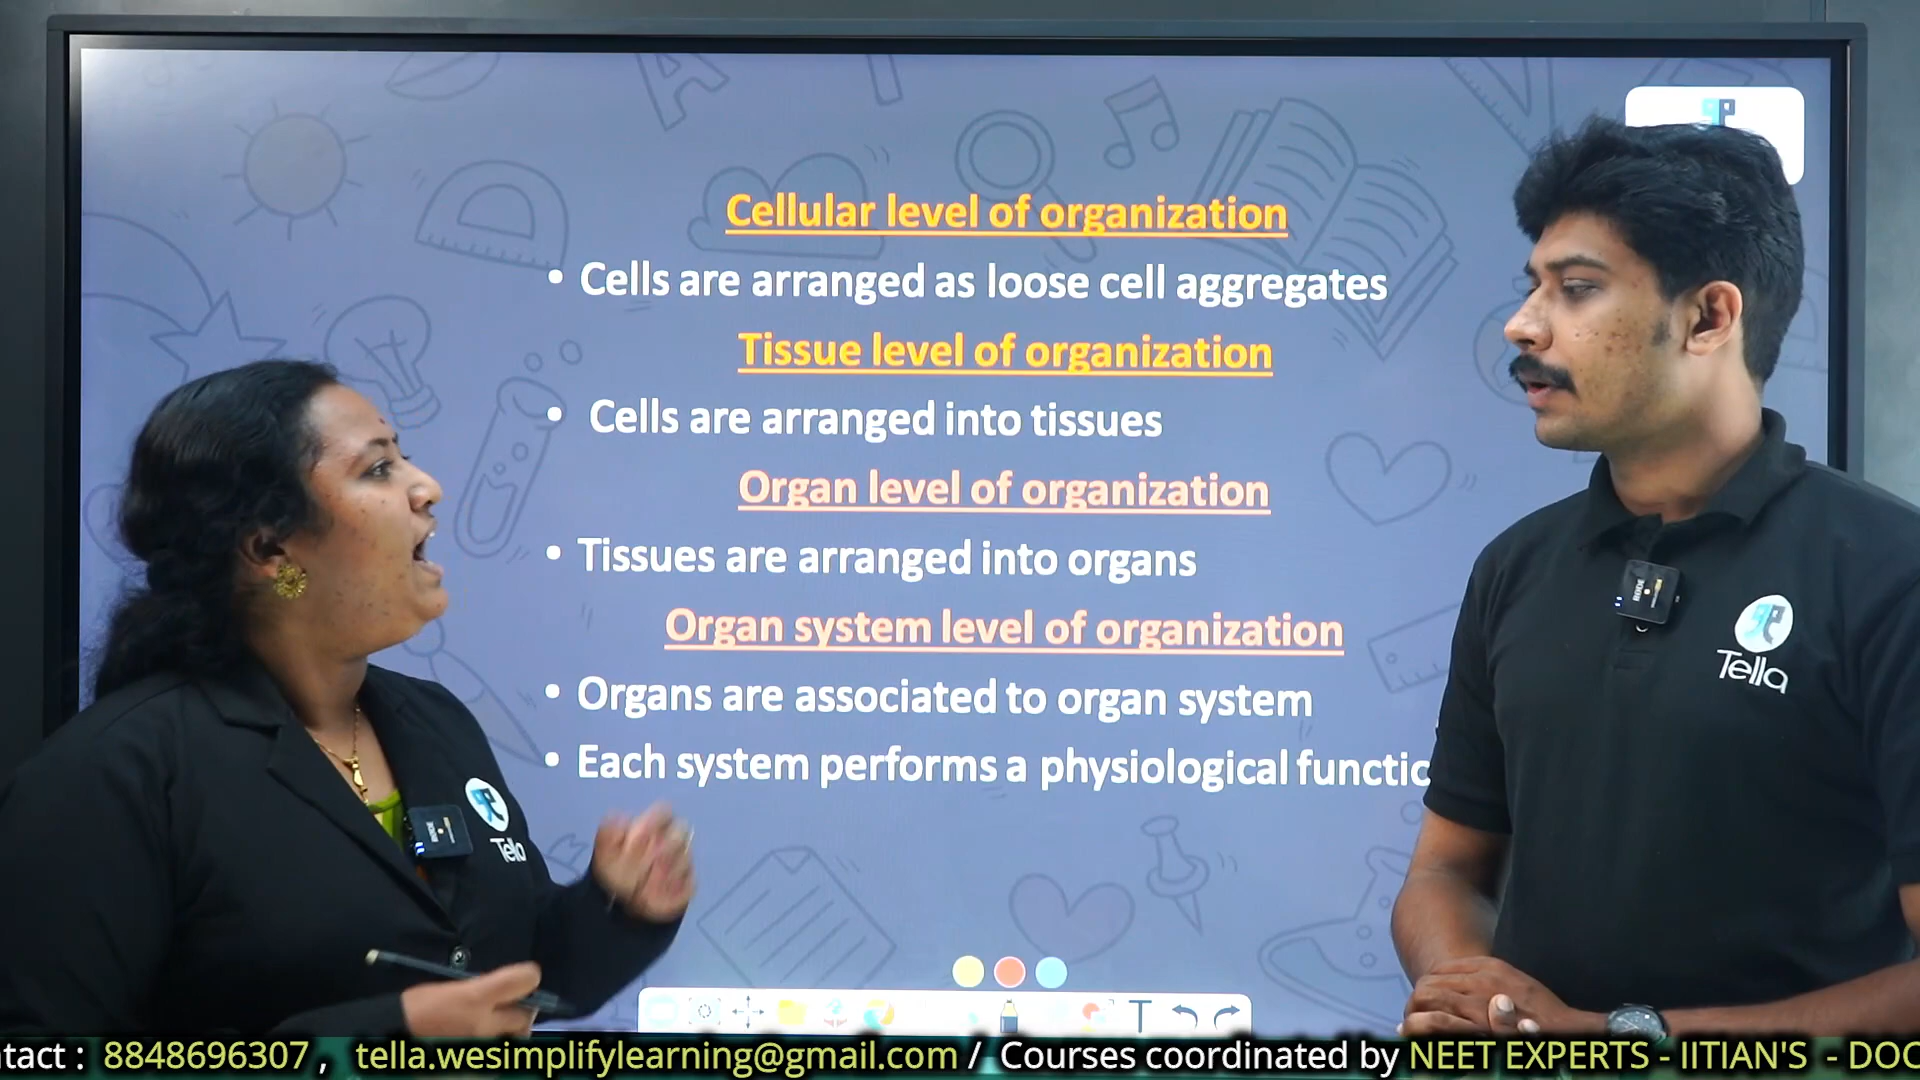 Cellular level of organization
• Cells are arranged as loose cell aggregates
Tissue level of organization
• Cells are arranged into tissues
Organ level of organization
• Tissues are arranged into organs
Organ system level of organization
• Organs are associated to organ system
• Each system performs a physiological functio
RODE
Tella
RODE
Tella
T
ntact : 8848696307 , tella.wesimplifylearning@gmail.com / Courses coordinated by NEET EXPERTS - IITIAN'S - DOC